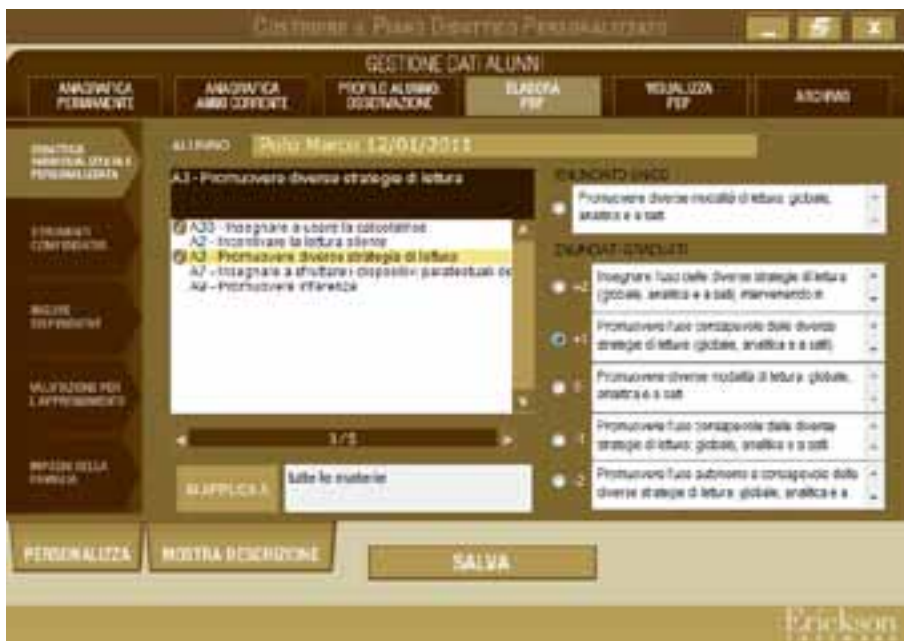 COSTRUIRE IL PIANO DIDATTICO PERSONALIZZATO
GESTIONE DATI ALUNNI
ANAGRAFICA
PERMANENTE
ANAGRAFICA
ANNO CORRENTE
PROFILO ALUNNO:
OSSERVAZIONE
ELABORA
PDP
VISUALIZZA
PDP
ARCHIVIO
DIDATTICA
INDIVIDUALIZZATA E
PERSONALIZZATA
STRUMENTI
COMPENSATIVI
MISURE
DISPENSATIVE
VALUTAZIONE PER
L'APPRENDIMENTO
IMPEGNI DELLA
FAMIGLIA
ALUNNO
Polo Marco 12/01/2011
A3 - Promuovere diverse strategie di lettura
A33 - Insegnare a usare la calcolatrice
A2 - Incentivare la lettura silente
A3 - Promuovere diverse strategie di lettura
A7 - Insegnare a sfruttare i dispositivi paratestuali de
A9 - Promuovere inferenze
SI APPLICA A
tutte le materie
ENUNCIATO UNICO
Promuovere diverse modalità di lettura: globale,
analitica e a salti
ENUNCIATI GRADUATI
+2
Insegnare l'uso delle diverse strategie di lettura
(globale, analitica e a salti) intervenendo in
+1
Promuovere l'uso consapevole delle diverse
strategie di lettura (globale, analitica e a salti)
0
Promuovere diverse modalità di lettura: globale,
analitica e a salti
-1
Promuovere l'uso consapevole delle diverse
strategie di lettura: globale, analitica e a salti
-2
Promuovere l'uso autonomo e consapevole delle
diverse strategie di lettura: globale, analitica e a
PERSONALIZZA
MOSTRA DESCRIZIONE
SALVA
Erickson